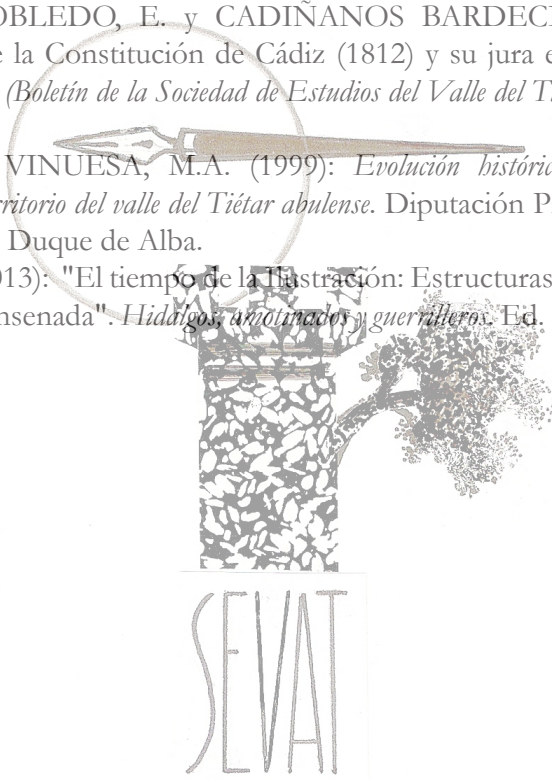 OBLEDO, E. y CADIÑANOS BARDECI
e la Constitución de Cádiz (1812) y su jura e
(Boletín de la Sociedad de Estudios del Valle del T
VINUESA, M.A. (1999): Evolución históric
rritorio del valle del Tiétar abulense. Diputación P
Duque de Alba.
013): "El tiempo de la Ilustración: Estructuras
nsenada". Hidalgos, amotinados y guerrilleros. Ed.
SEVAT